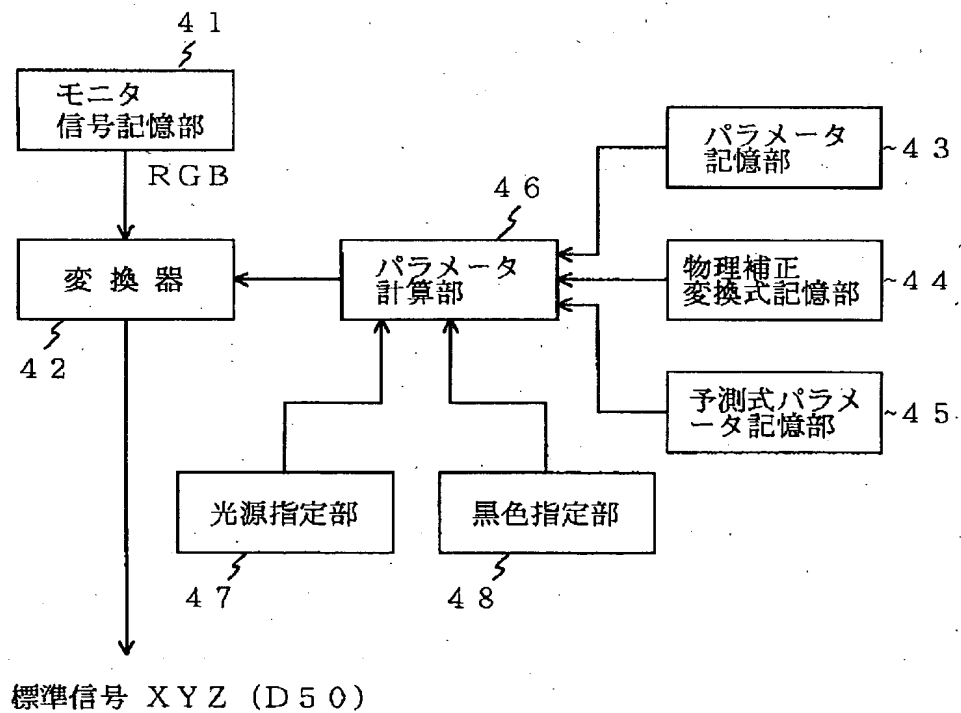 ４１
モニタ
信号記憶部
ＲＧＢ
変換器
４２
４６
パラメータ
計算部
パラメータ
記憶部
~４３
物理補正
変換式記憶部
~４４
予測式パラメ
ータ記憶部
~４５
光源指定部
４７
黒色指定部
４８
標準信号 ＸＹＺ（Ｄ５０）